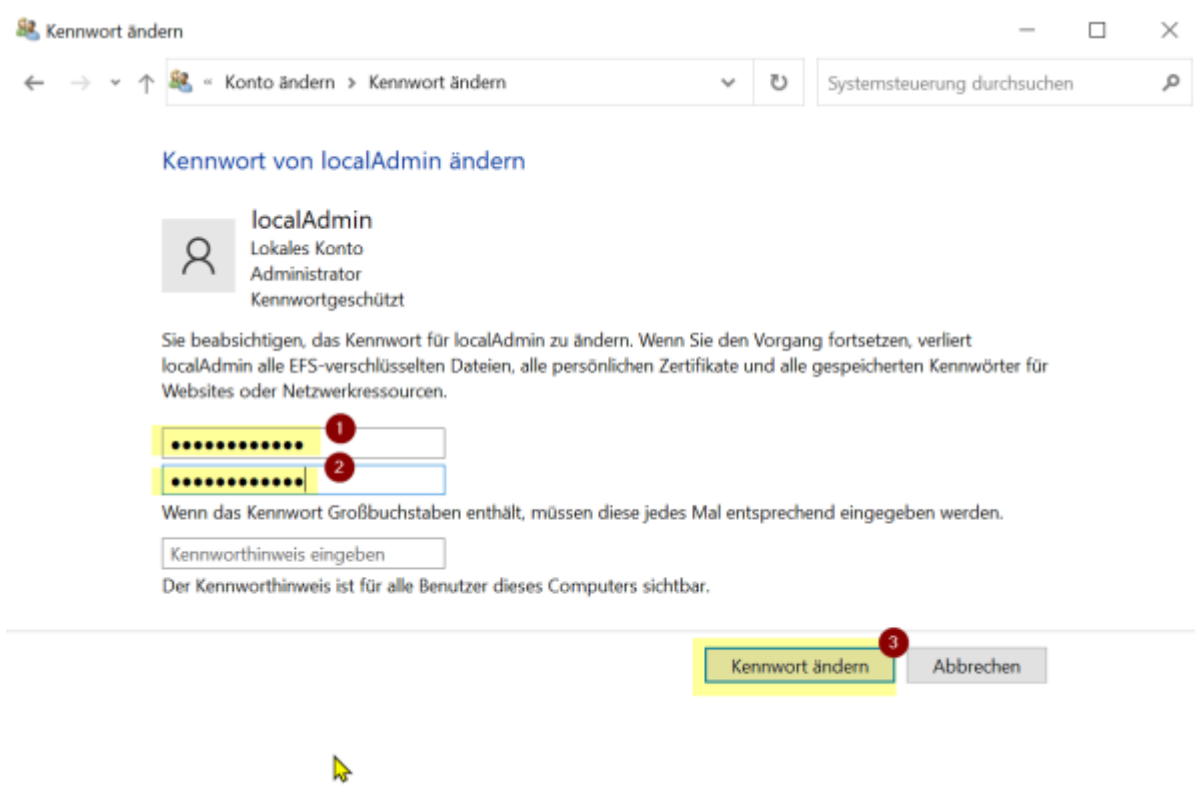 Kennwort ändern
« Konto ändern > Kennwort ändern
Systemsteuerung durchsuchen
Kennwort von localAdmin ändern
localAdmin
Lokales Konto
Administrator
Kennwortgeschützt
Sie beabsichtigen, das Kennwort für localAdmin zu ändern. Wenn Sie den Vorgang fortsetzen, verliert
localAdmin alle EFS-verschlüsselten Dateien, alle persönlichen Zertifikate und alle gespeicherten Kennwörter für
Websites oder Netzwerkressourcen.
●●●●●●●●●●●● 1
●●●●●●●●●●●● 2
Wenn das Kennwort Großbuchstaben enthält, müssen diese jedes Mal entsprechend eingegeben werden.
Kennworthinweis eingeben
Der Kennworthinweis ist für alle Benutzer dieses Computers sichtbar.
3
Kennwort ändern Abbrechen